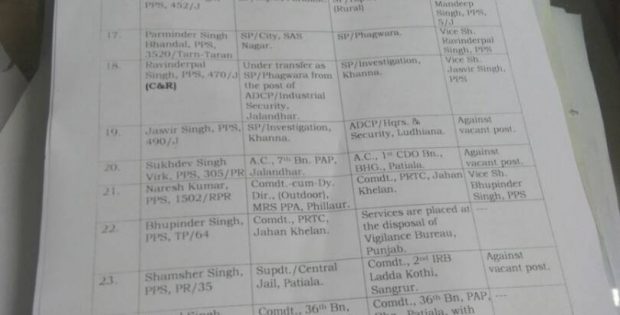 PPS, 452/J
(Rural)
Mandeep
Singh, PPS,
5/J
17.
Parminder Singh
Bhandal, PPS,
3520/Tarn-Taran
SP/City, SAS
Nagar.
SP/Phagwara.
Vice Sh.
Ravinderpal
Singh, PPS
18.
Ravinderpal
Singh, PPS, 470/J
(C&R)
Under transfer as
SP/Phagwara from
the post of
ADCP/Industrial
Security,
Jalandhar.
SP/Investigation,
Khanna.
Vice Sh.
Jasvir Singh,
PPS
19.
Jasvir Singh, PPS,
490/J
SP/Investigation,
Khanna.
ADCP/Hqrs. &
Security, Ludhiana.
Against
vacant post.
20.
Sukhdev Singh
Virk, PPS, 305/PR
A.C., 7th Bn. PAP,
Jalandhar.
A.C., 1st CDO Bn.,
BHG., Patiala.
Against
vacant post.
21.
Naresh Kumar,
PPS, 1502/RPR
Comdt.-cum-Dy.
Dir., (Outdoor),
MRS PPA, Phillaur.
Comdt., PRTC, Jahan
Khelan.
Vice Sh.
Bhupinder
Singh, PPS
22.
Bhupinder Singh,
PPS, TP/64
Comdt., PRTC,
Jahan Khelan.
Services are placed at
the disposal of
Vigilance Bureau,
Punjab.
---
23.
Shamsher Singh,
PPS, PR/35
Supdt./Central
Jail, Patiala.
Comdt., 2nd IRB
Ladda Kothi,
Sangrur.
Against
vacant post.
Singh
Comdt., 36th Bn,
Comdt., 36th Bn, PAP,
Patiala, with
---